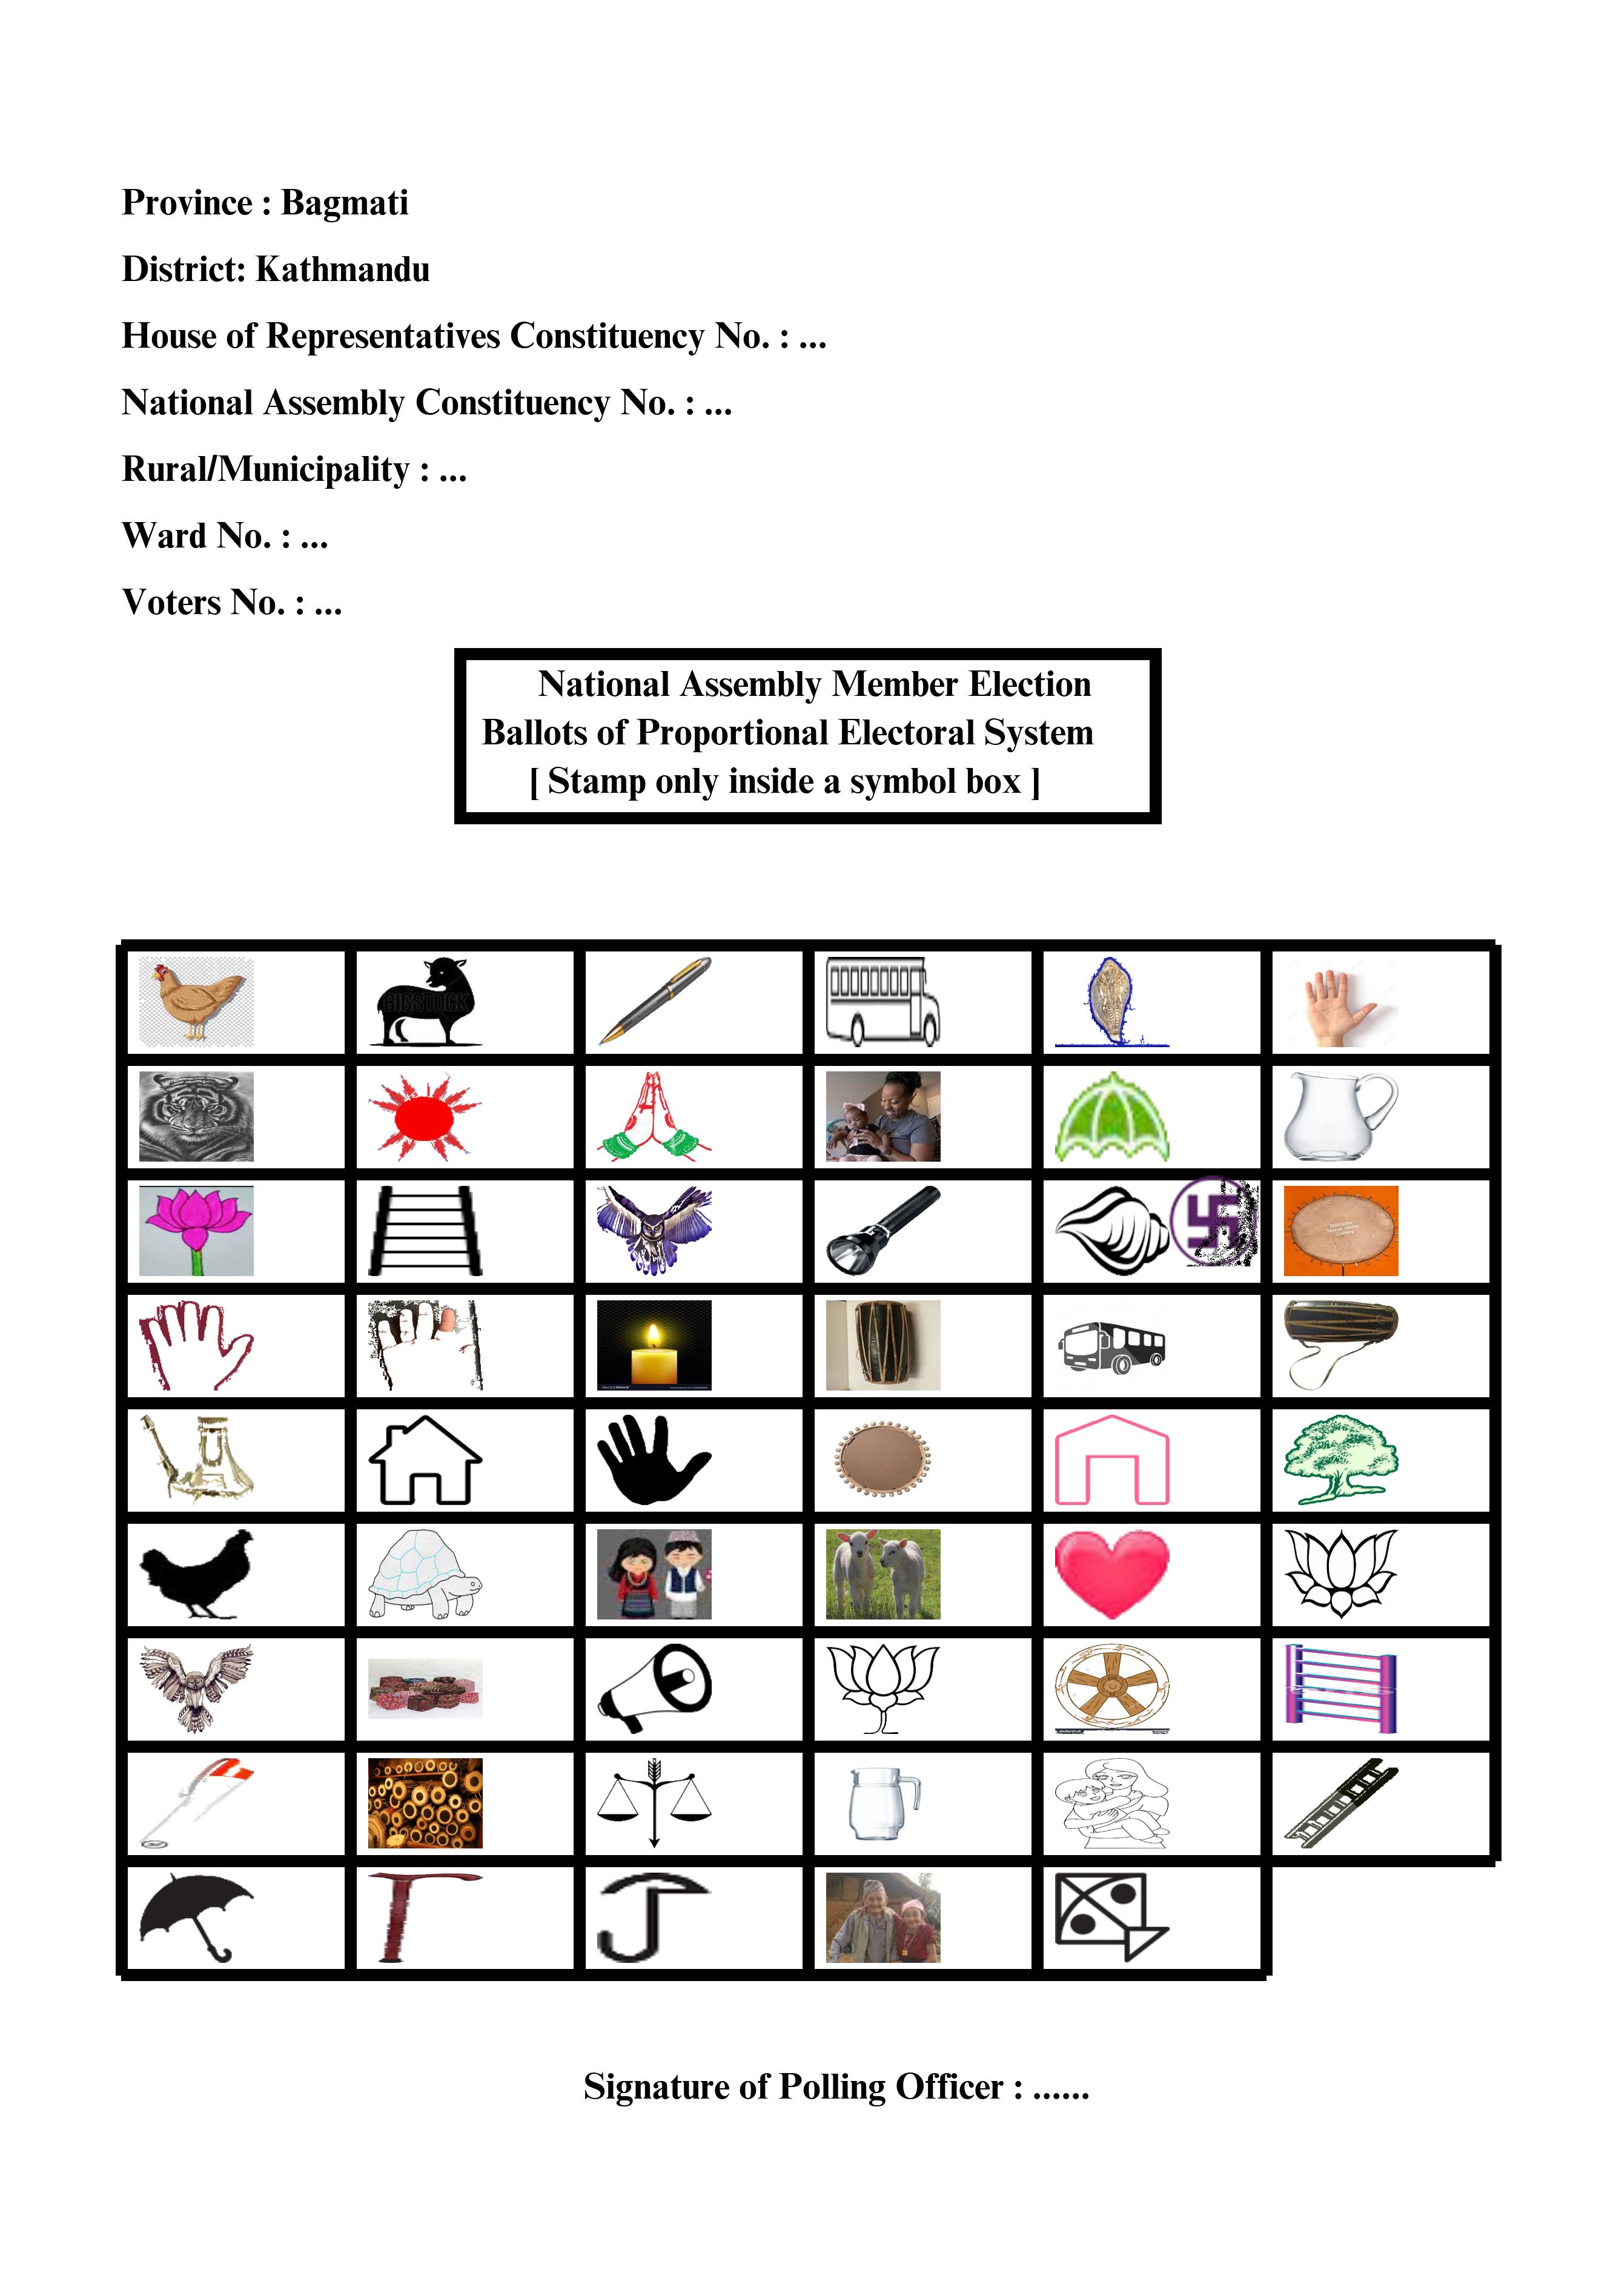 Province : Bagmati
District: Kathmandu
House of Representatives Constituency No. : ...
National Assembly Constituency No. : ...
Rural/Municipality : ...
Ward No. : ...
Voters No. : ...
National Assembly Member Election
Ballots of Proportional Electoral System
[ Stamp only inside a symbol box ]
BIGSTOCK
Signature of Polling Officer : ......